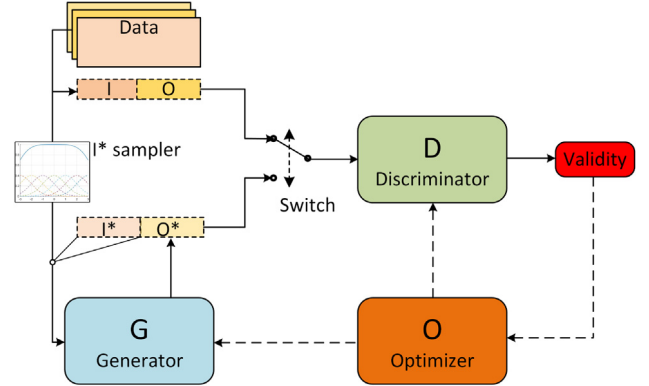 Data
I O
I* sampler
D
Discriminator
Validity
Switch
I* O*
G
Generator
O
Optimizer